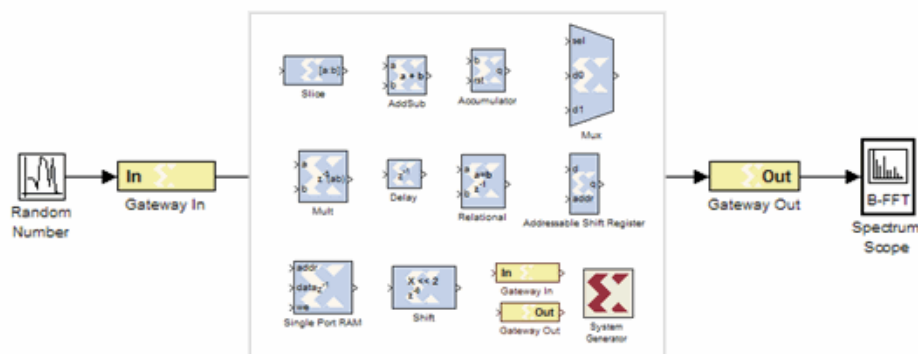 [a:b]
Slice
a
b
a + b
AddSub
b
rst
q
Accumulator
sel
d0
d1
Mux
Random
Number
In
Gateway In
a
b
(ab)
Mult
z-1
Delay
a
b
a=b
z-1
Relational
d
addr
q
Addressable Shift Register
Out
Gateway Out
B-FFT
Spectrum
Scope
addr
data
we
z-1
Single Port RAM
X << 2
Shift
In
Gateway In
Out
Gateway Out
System
Generator